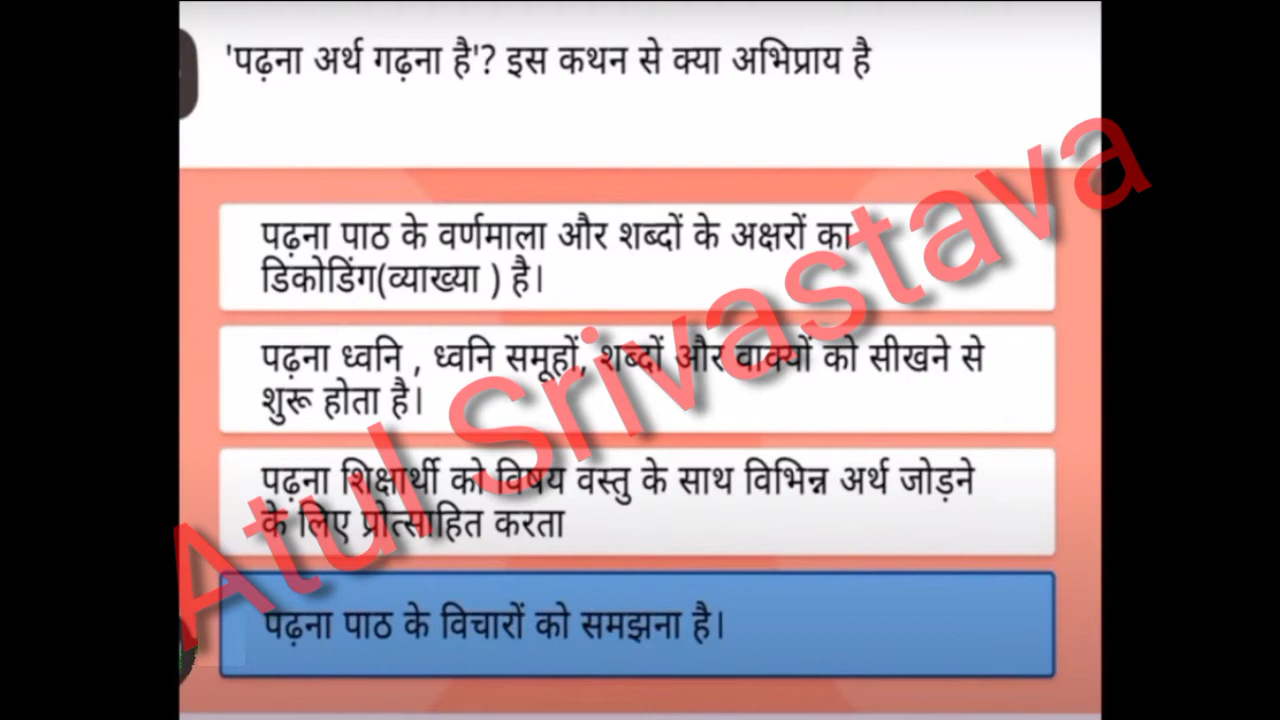 'पढ़ना अर्थ गढ़ना है'? इस कथन से क्या अभिप्राय है
पढ़ना पाठ के वर्णमाला और शब्दों के अक्षरों का
डिकोडिंग(व्याख्या ) है।
पढ़ना ध्वनि , ध्वनि समूहों, शब्दों और वाक्यों को सीखने से
शुरू होता है।
पढ़ना शिक्षार्थी को विषय वस्तु के साथ विभिन्न अर्थ जोड़ने
के लिए प्रोत्साहित करता
पढ़ना पाठ के विचारों को समझना है।
Atul Srivastava